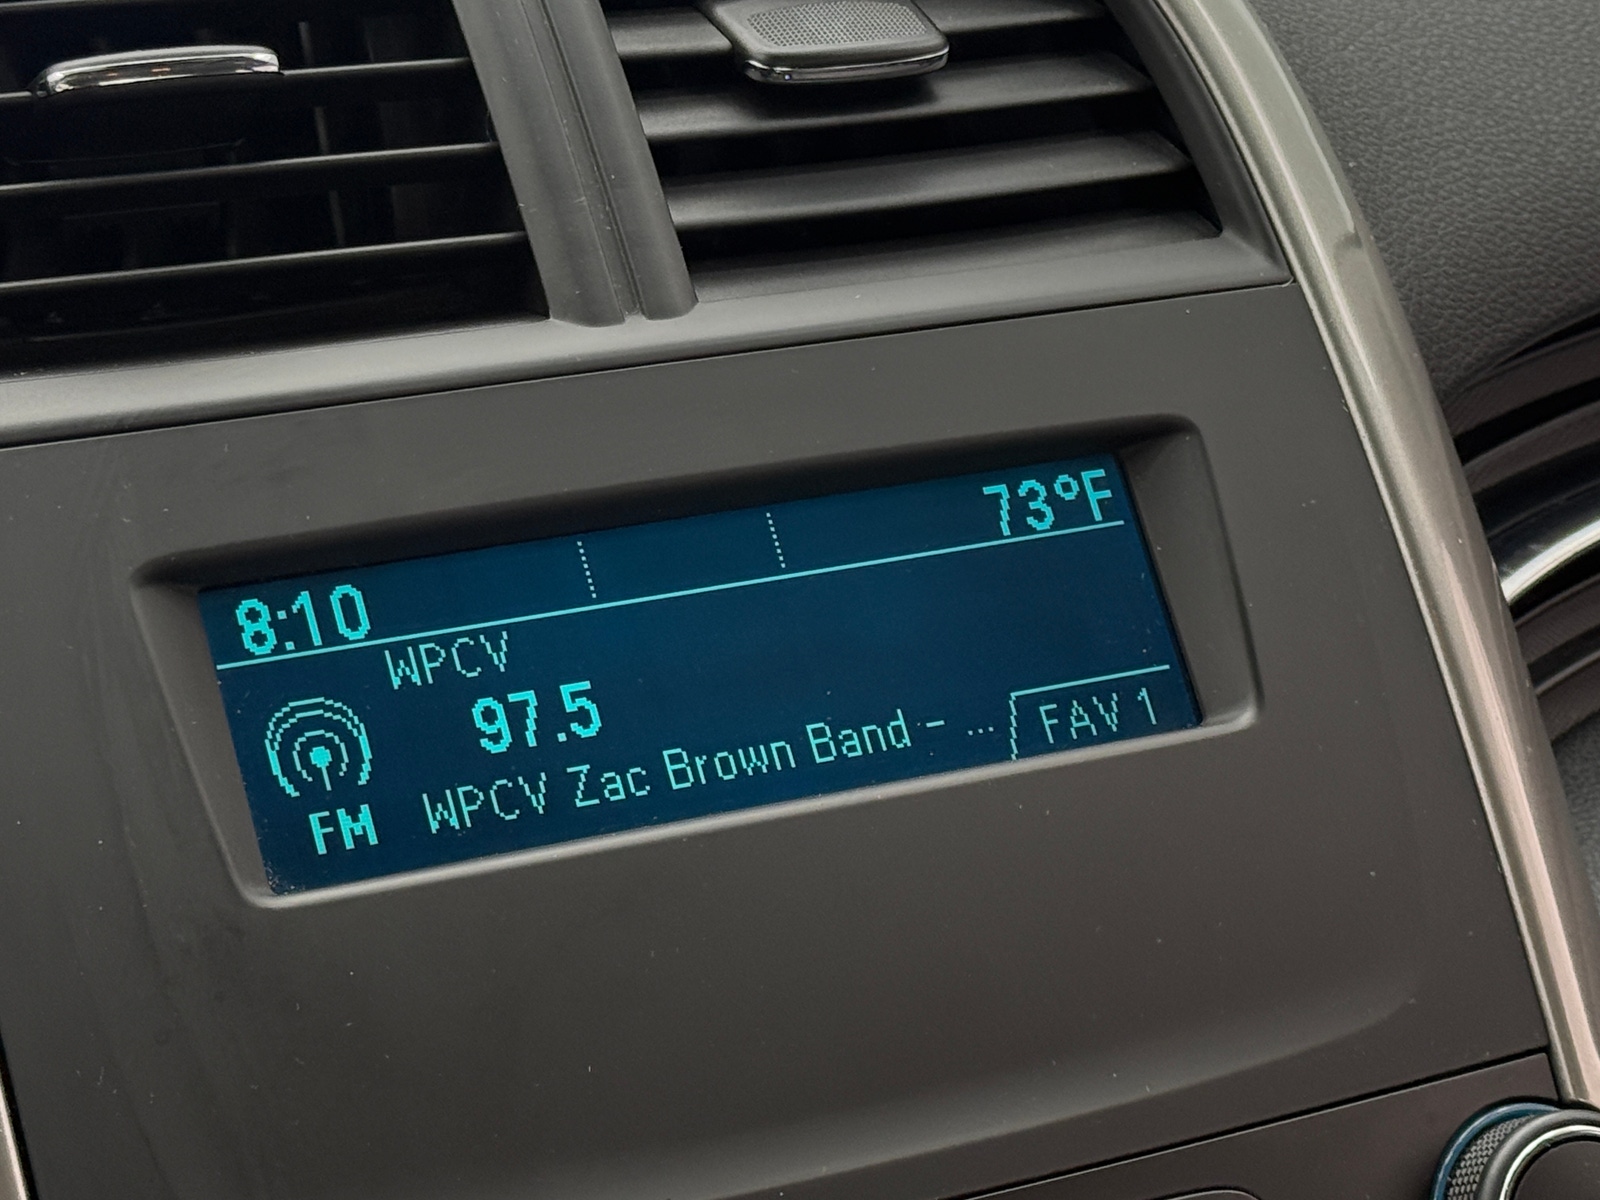 8:10 73°F
WPCV
97.5
FM WPCV Zac Brown Band - ... FAV 1